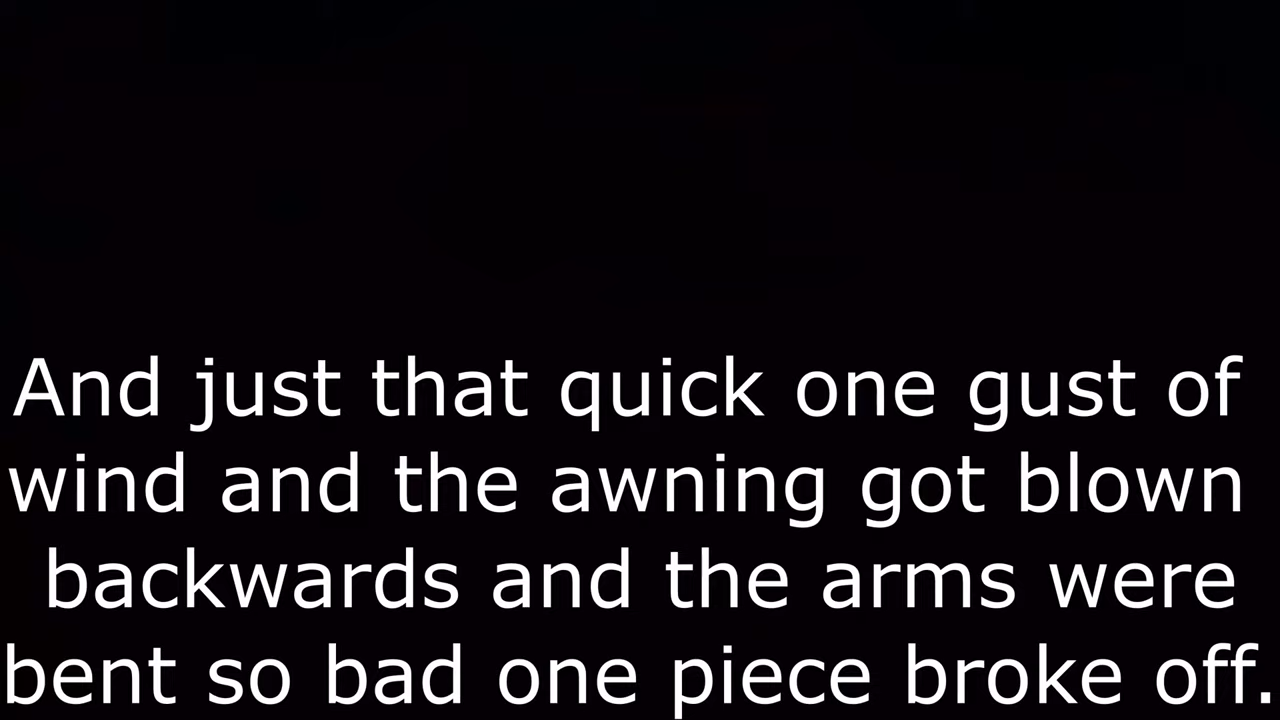 And just that quick one gust of
wind and the awning got blown
backwards and the arms were
bent so bad one piece broke off.